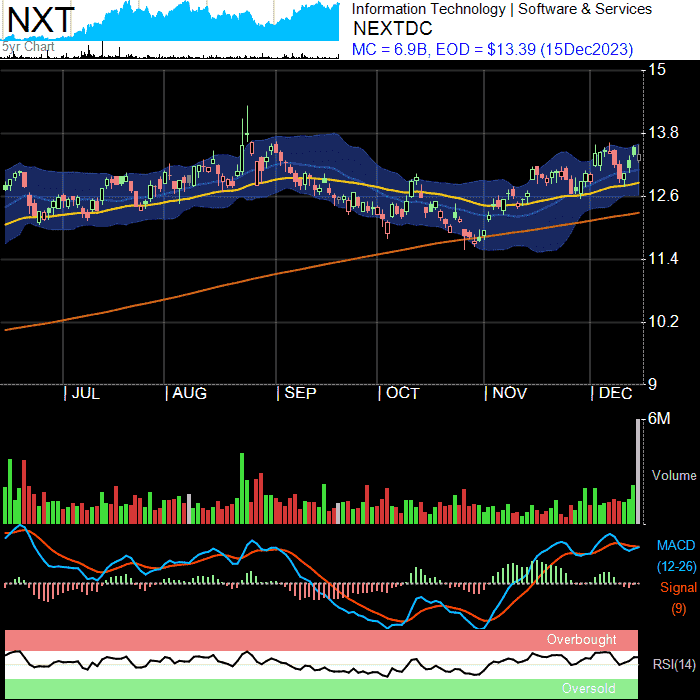 NXT
5yr Chart
Information Technology | Software & Services
NEXTDC
MC = 6.9B, EOD = $13.39 (15Dec2023)
15
13.8
12.6
11.4
10.2
9
JUL
AUG
SEP
OCT
NOV
DEC
6M
Volume
MACD
(12-26)
Signal
(9)
Overbought
RSI(14)
Oversold